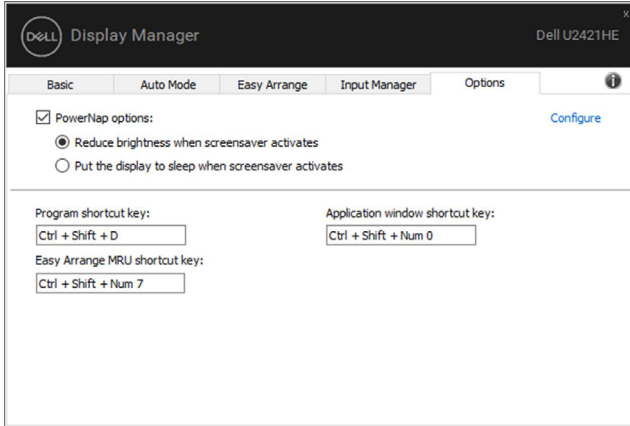 x
DELL Display Manager Dell U2421HE
Basic Auto Mode Easy Arrange Input Manager Options i
PowerNap options: Configure
Reduce brightness when screensaver activates
Put the display to sleep when screensaver activates
Program shortcut key: Application window shortcut key:
Ctrl + Shift + D Ctrl + Shift + Num 0
Easy Arrange MRU shortcut key:
Ctrl + Shift + Num 7